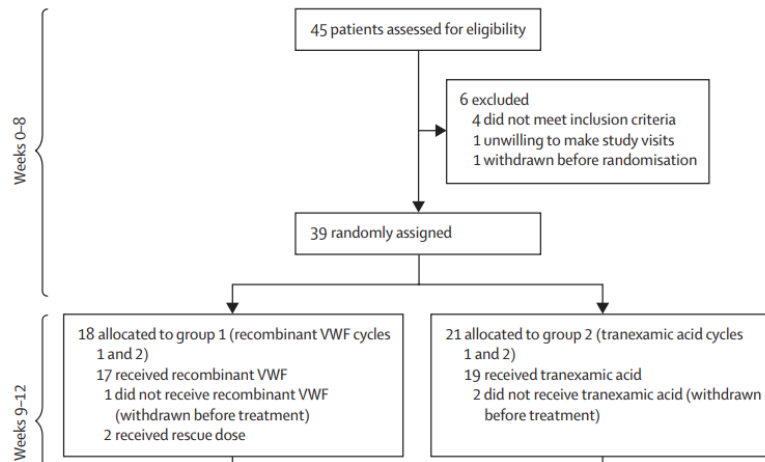 45 patients assessed for eligibility
Weeks 0–8
6 excluded
4 did not meet inclusion criteria
1 unwilling to make study visits
1 withdrawn before randomisation
39 randomly assigned
Weeks 9–12
18 allocated to group 1 (recombinant VWF cycles
1 and 2)
17 received recombinant VWF
1 did not receive recombinant VWF
(withdrawn before treatment)
2 received rescue dose
21 allocated to group 2 (tranexamic acid cycles
1 and 2)
19 received tranexamic acid
2 did not receive tranexamic acid (withdrawn
before treatment)